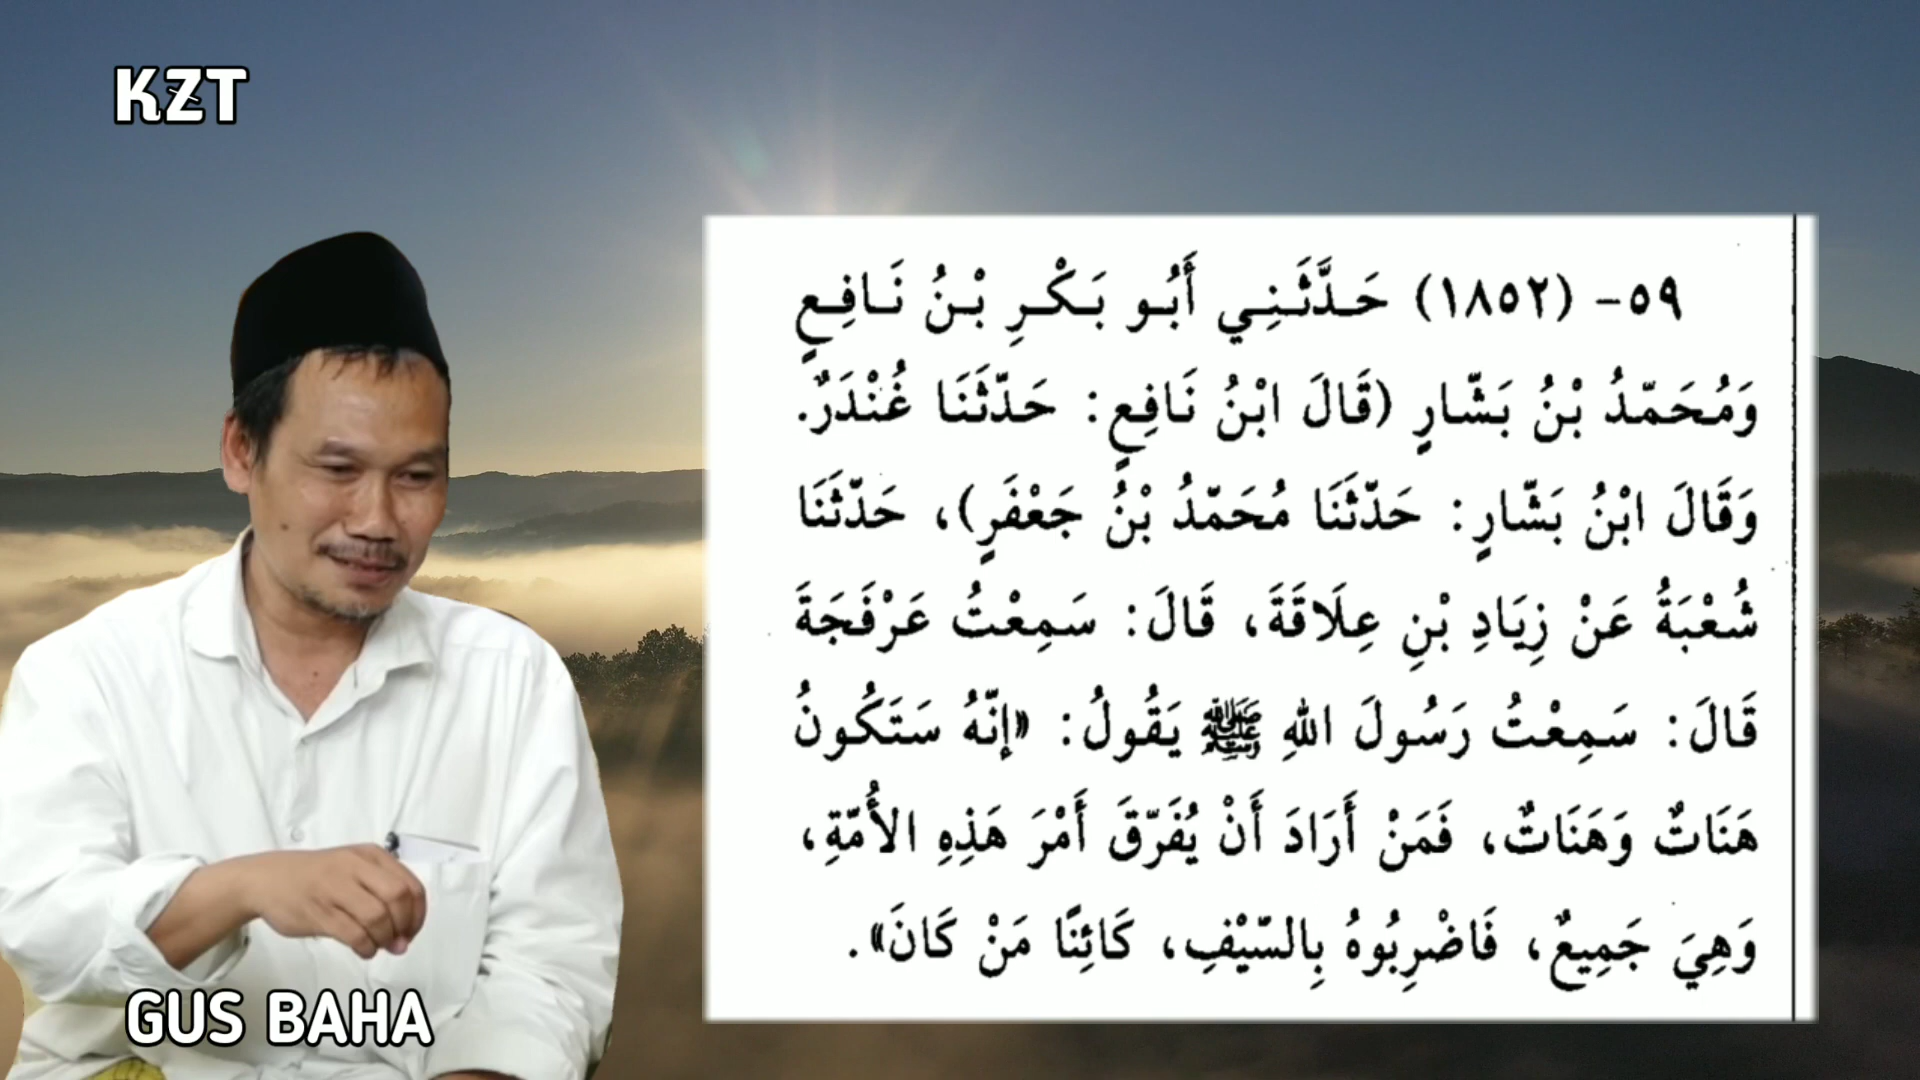 KZT
٥٩- (١٨٥٢) حَدَّثَنِي أَبُو بَكْرِ بْنُ نَافِعٍ
وَمُحَمَّدُ بْنُ بَشَّارٍ (قَالَ ابْنُ نَافِعٍ: حَدَّثَنَا غُنْدَرٌ.
وَقَالَ ابْنُ بَشَّارٍ: حَدَّثَنَا مُحَمَّدُ بْنُ جَعْفَرٍ)، حَدَّثَنَا
شُعْبَةُ عَنْ زِيَادِ بْنِ عِلَاقَةَ، قَالَ: سَمِعْتُ عَرْفَجَةَ
قَالَ: سَمِعْتُ رَسُولَ اللهِ ﷺ يَقُولُ: «إنَّهُ سَتَكُونُ
هَنَاتٌ وَهَنَاتٌ، فَمَنْ أَرَادَ أَنْ يُفَرِّقَ أَمْرَ هَذِهِ الأُمَّةِ،
وَهِيَ جَمِيعٌ، فَاضْرِبُوهُ بِالسَّيْفِ، كَائِنًا مَنْ كَانَ».
GUS BAHA